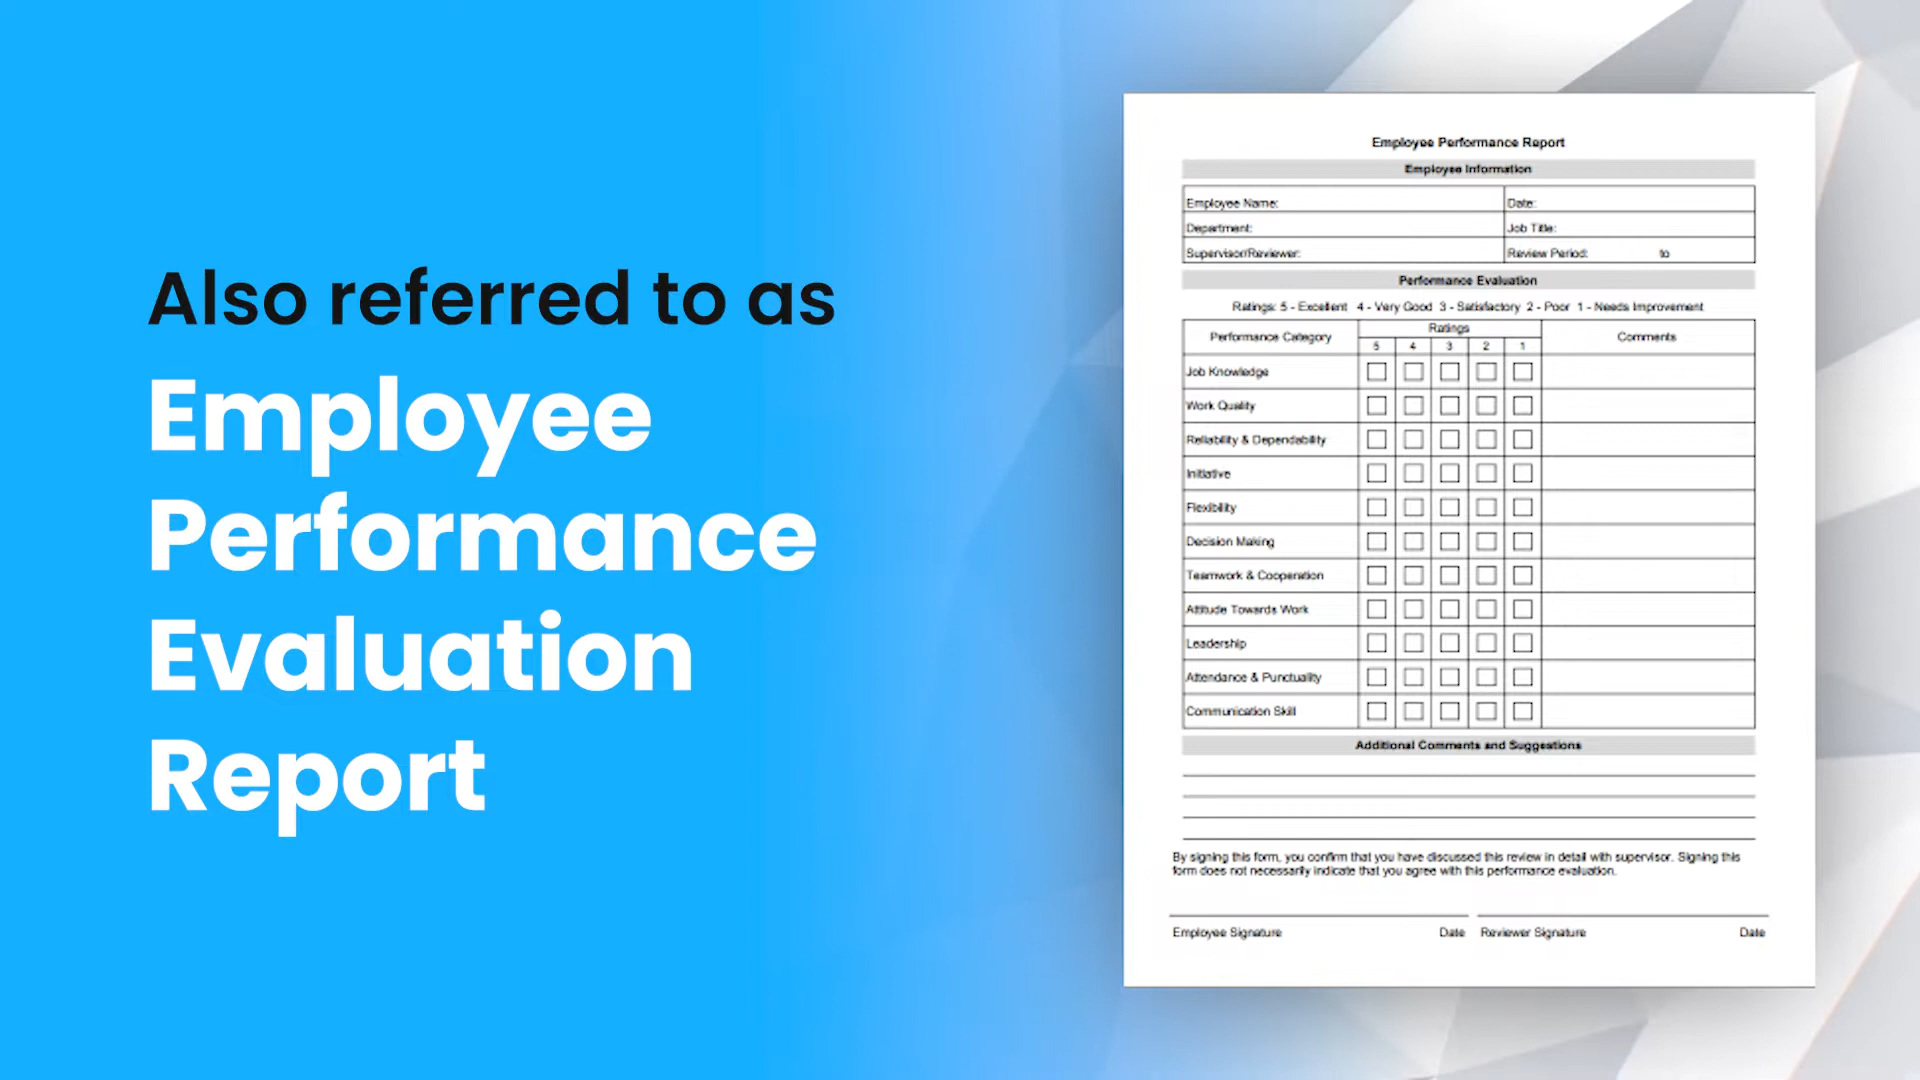 Also referred to as
Employee
Performance
Evaluation
Report
Employee Performance Report
Employee Information
Employee Name: Date:
Department: Job Title:
Supervisor/Reviewer: Review Period: to
Performance Evaluation
Ratings: 5 - Excellent 4 - Very Good 3 - Satisfactory 2 - Poor 1 - Needs Improvement
Performance Category Ratings Comments
5 4 3 2 1
Job Knowledge
Work Quality
Reliability & Dependability
Initiative
Flexibility
Decision Making
Teamwork & Cooperation
Attitude Towards Work
Leadership
Attendance & Punctuality
Communication Skill
Additional Comments and Suggestions
By signing this form, you confirm that you have discussed this review in detail with supervisor. Signing this
form does not necessarily indicate that you agree with this performance evaluation.
Employee Signature Date Reviewer Signature Date